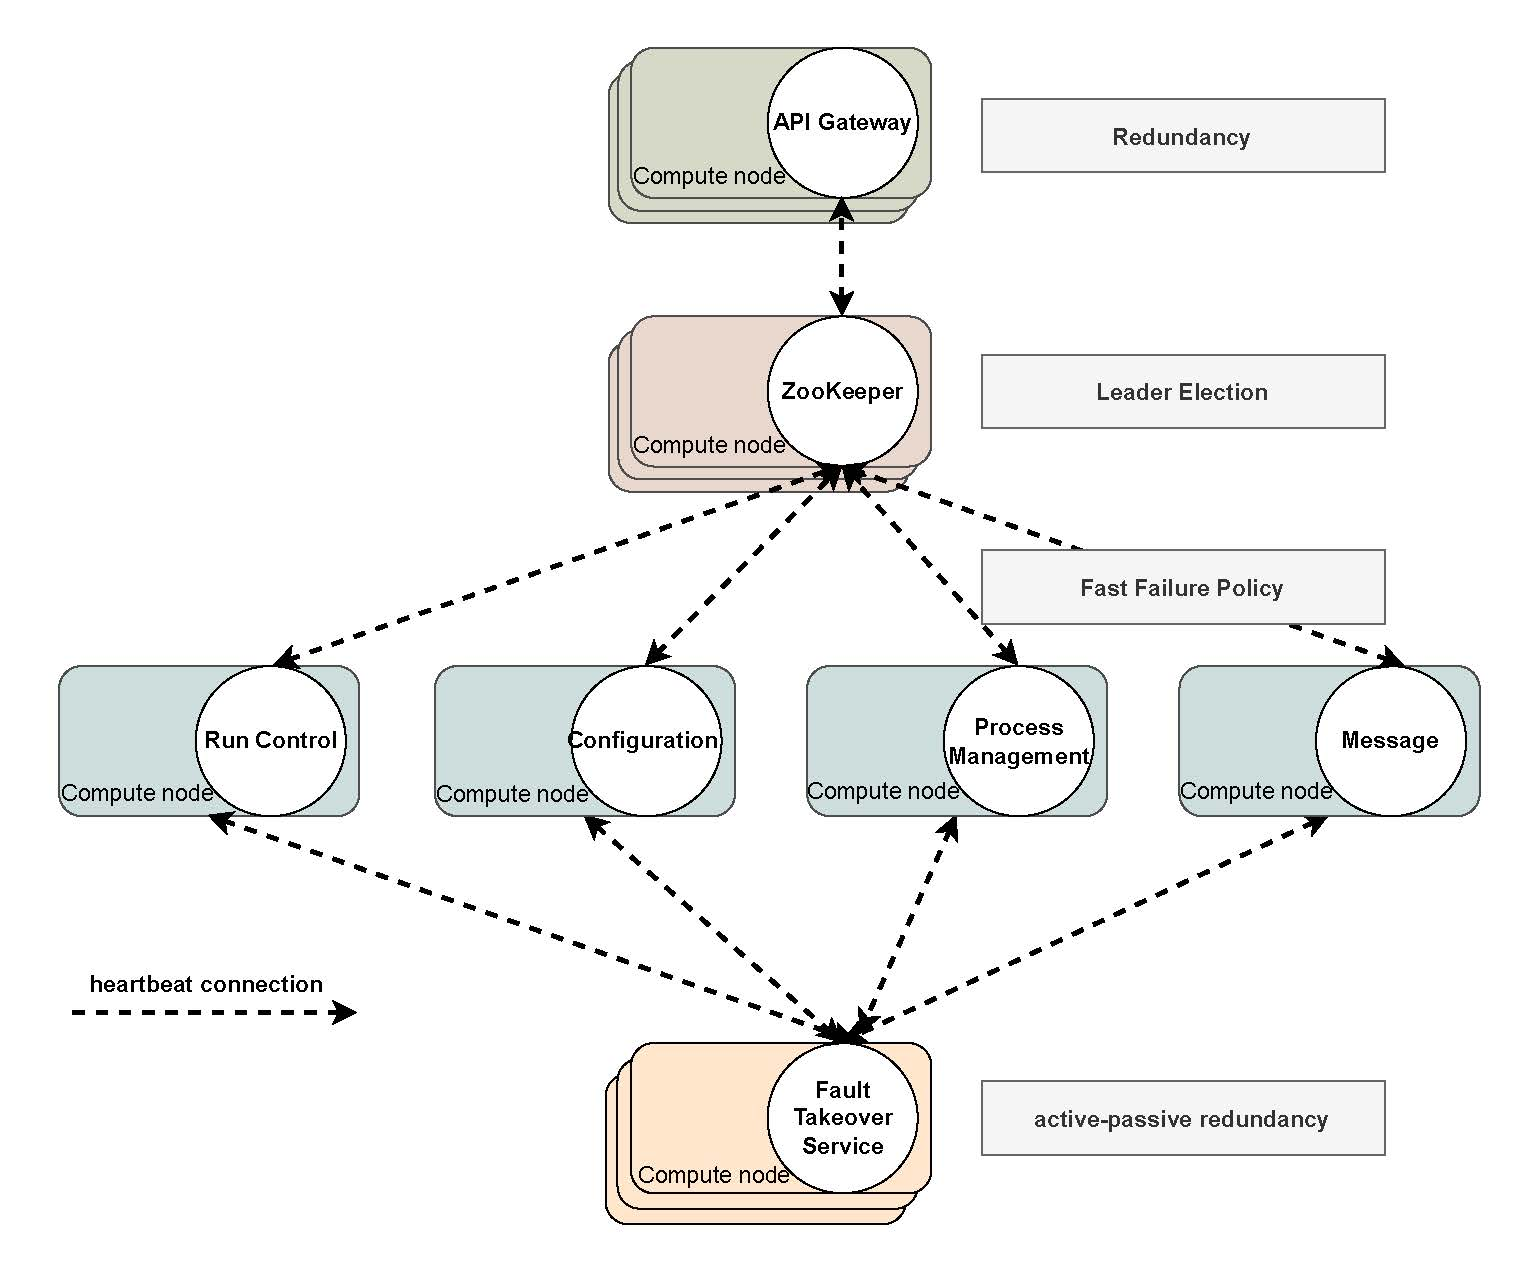 API Gateway
Compute node
Redundancy
ZooKeeper
Compute node
Leader Election
Fast Failure Policy
Run Control
Compute node
Configuration
Compute node
Process
Management
Compute node
Message
Compute node
heartbeat connection
Fault
Takeover
Service
Compute node
active-passive redundancy